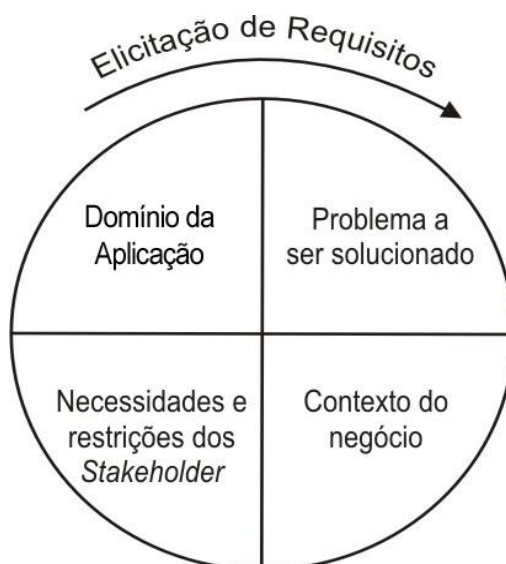 Elicitação de Requisitos
Domínio da
Aplicação
Problema a
ser solucionado
Necessidades e
restrições dos
Stakeholder
Contexto do
negócio